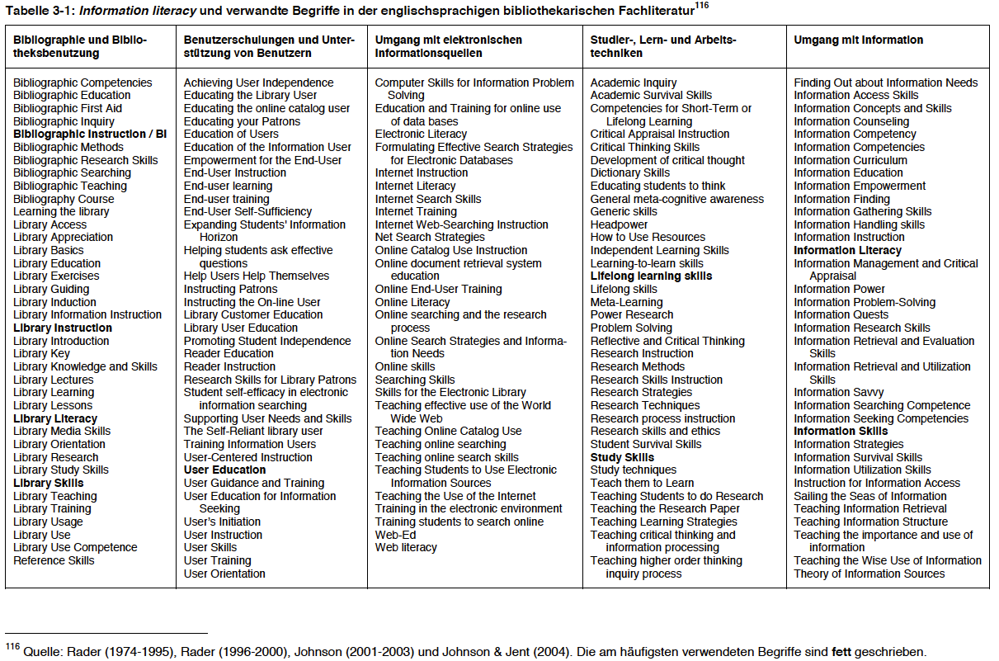 Tabelle 3-1: Information literacy und verwandte Begriffe in der englischsprachigen bibliothekarischen Fachliteratur116
Bibliographie und Biblio-
theksbenutzung
Bibliographic Competencies
Bibliographic Education
Bibliographic First Aid
Bibliographic Inquiry
Bibliographic Instruction / BI
Bibliographic Methods
Bibliographic Research Skills
Bibliographic Searching
Bibliographic Teaching
Bibliography Course
Learning the library
Library Access
Library Appreciation
Library Basics
Library Education
Library Exercises
Library Guiding
Library Induction
Library Information Instruction
Library Instruction
Library Introduction
Library Key
Library Knowledge and Skills
Library Lectures
Library Learning
Library Lessons
Library Literacy
Library Media Skills
Library Orientation
Library Research
Library Study Skills
Library Skills
Library Teaching
Library Training
Library Usage
Library Use
Library Use Competence
Reference Skills
Benutzerschulungen und Unter-
stützung von Benutzern
Achieving User Independence
Educating the Library User
Educating the online catalog user
Educating your Patrons
Education of Users
Education of the Information User
Empowerment for the End-User
End-User Instruction
End-user learning
End-user training
End-User Self-Sufficiency
Expanding Students' Information
Horizon
Helping students ask effective
questions
Help Users Help Themselves
Instructing Patrons
Instructing the On-line User
Library Customer Education
Library User Education
Promoting Student Independence
Reader Education
Reader Instruction
Research Skills for Library Patrons
Student self-efficacy in electronic
information searching
Supporting User Needs and Skills
The Self-Reliant library user
Training Information Users
User-Centered Instruction
User Education
User Guidance and Training
User Education for Information
Seeking
User's Initiation
User Instruction
User Skills
User Training
User Orientation
Umgang mit elektronischen
Informationsquellen
Computer Skills for Information Problem
Solving
Education and Training for online use
of data bases
Electronic Literacy
Formulating Effective Search Strategies
for Electronic Databases
Internet Instruction
Internet Literacy
Internet Search Skills
Internet Training
Internet Web-Searching Instruction
Net Search Strategies
Online Catalog Use Instruction
Online document retrieval system
education
Online End-User Training
Online Literacy
Online searching and the research
process
Online Search Strategies and Informa-
tion Needs
Online skills
Searching Skills
Skills for the Electronic Library
Teaching effective use of the World
Wide Web
Teaching Online Catalog Use
Teaching online searching
Teaching online search skills
Teaching Students to Use Electronic
Information Sources
Teaching the Use of the Internet
Training in the electronic environment
Training students to search online
Web-Ed
Web literacy
Studier-, Lern- und Arbeits-
techniken
Academic Inquiry
Academic Survival Skills
Competencies for Short-Term or
Lifelong Learning
Critical Appraisal Instruction
Critical Thinking Skills
Development of critical thought
Dictionary Skills
Educating students to think
General meta-cognitive awareness
Generic skills
Headpower
How to Use Resources
Independent Learning Skills
Learning-to-learn skills
Lifelong learning skills
Lifelong skills
Meta-Learning
Power Research
Problem Solving
Reflective and Critical Thinking
Research Instruction
Research Methods
Research Skills Instruction
Research Strategies
Research Techniques
Research process instruction
Research skills and ethics
Student Survival Skills
Study Skills
Study techniques
Teach them to Learn
Teaching Students to do Research
Teaching the Research Paper
Teaching Learning Strategies
Teaching critical thinking and
information processing
Teaching higher order thinking
inquiry process
Umgang mit Information
Finding Out about Information Needs
Information Access Skills
Information Concepts and Skills
Information Counseling
Information Competency
Information Competencies
Information Curriculum
Information Education
Information Empowerment
Information Finding
Information Gathering Skills
Information Handling skills
Information Instruction
Information Literacy
Information Management and Critical
Appraisal
Information Power
Information Problem-Solving
Information Quests
Information Research Skills
Information Retrieval and Evaluation
Skills
Information Retrieval and Utilization
Skills
Information Savvy
Information Searching Competence
Information Seeking Competencies
Information Skills
Information Strategies
Information Survival Skills
Information Utilization Skills
Instruction for Information Access
Sailing the Seas of Information
Teaching Information Retrieval
Teaching Information Structure
Teaching the importance and use of
information
Teaching the Wise Use of Information
Theory of Information Sources
116 Quelle: Rader (1974-1995), Rader (1996-2000), Johnson (2001-2003) und Johnson & Jent (2004). Die am häufigsten verwendeten Begriffe sind fett geschrieben.